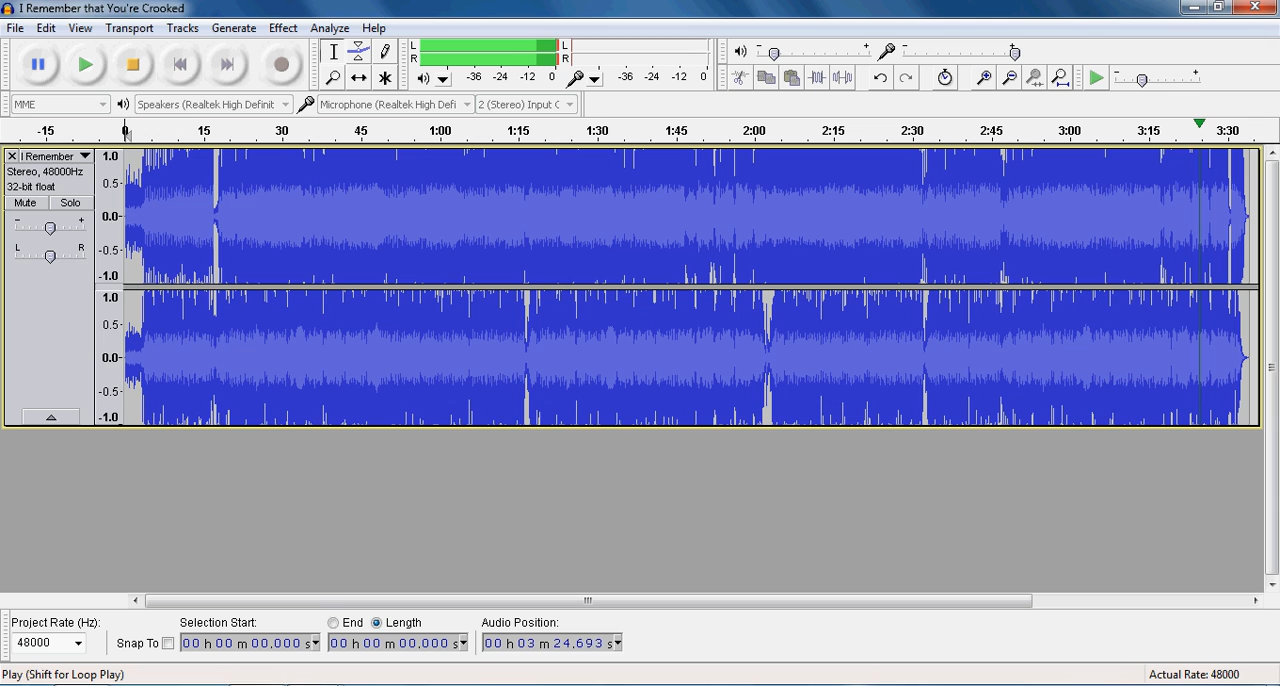 I Remember that You're Crooked
File Edit View Transport Tracks Generate Effect Analyze Help
L
R
L
R
-36 -24 -12 0
-36 -24 -12 0
- +
- +
- +
MME
Speakers (Realtek High Definit
Microphone (Realtek High Defi
2 (Stereo) Input C
-15 0 15 30 45 1:00 1:15 1:30 1:45 2:00 2:15 2:30 2:45 3:00 3:15 3:30
X I Remember
Stereo, 48000Hz
32-bit float
Mute Solo
- +
L R
1.0
0.5
0.0
-0.5
-1.0
1.0
0.5
0.0
-0.5
-1.0
Project Rate (Hz):
48000
Snap To
Selection Start:
00 h 00 m 00.000 s
End Length
00 h 00 m 00.000 s
Audio Position:
00 h 03 m 24.693 s
Play (Shift for Loop Play)
Actual Rate: 48000